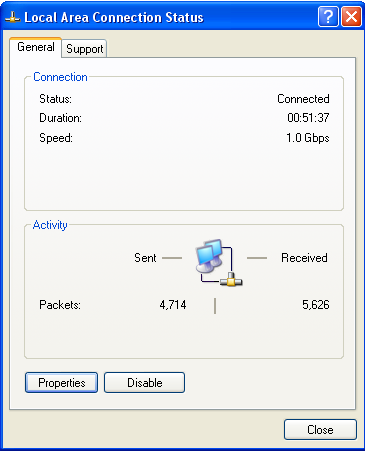 Local Area Connection Status
General Support
Connection
Status: Connected
Duration: 00:51:37
Speed: 1.0 Gbps
Activity
Sent Received
Packets: 4,714 5,626
Properties Disable
Close